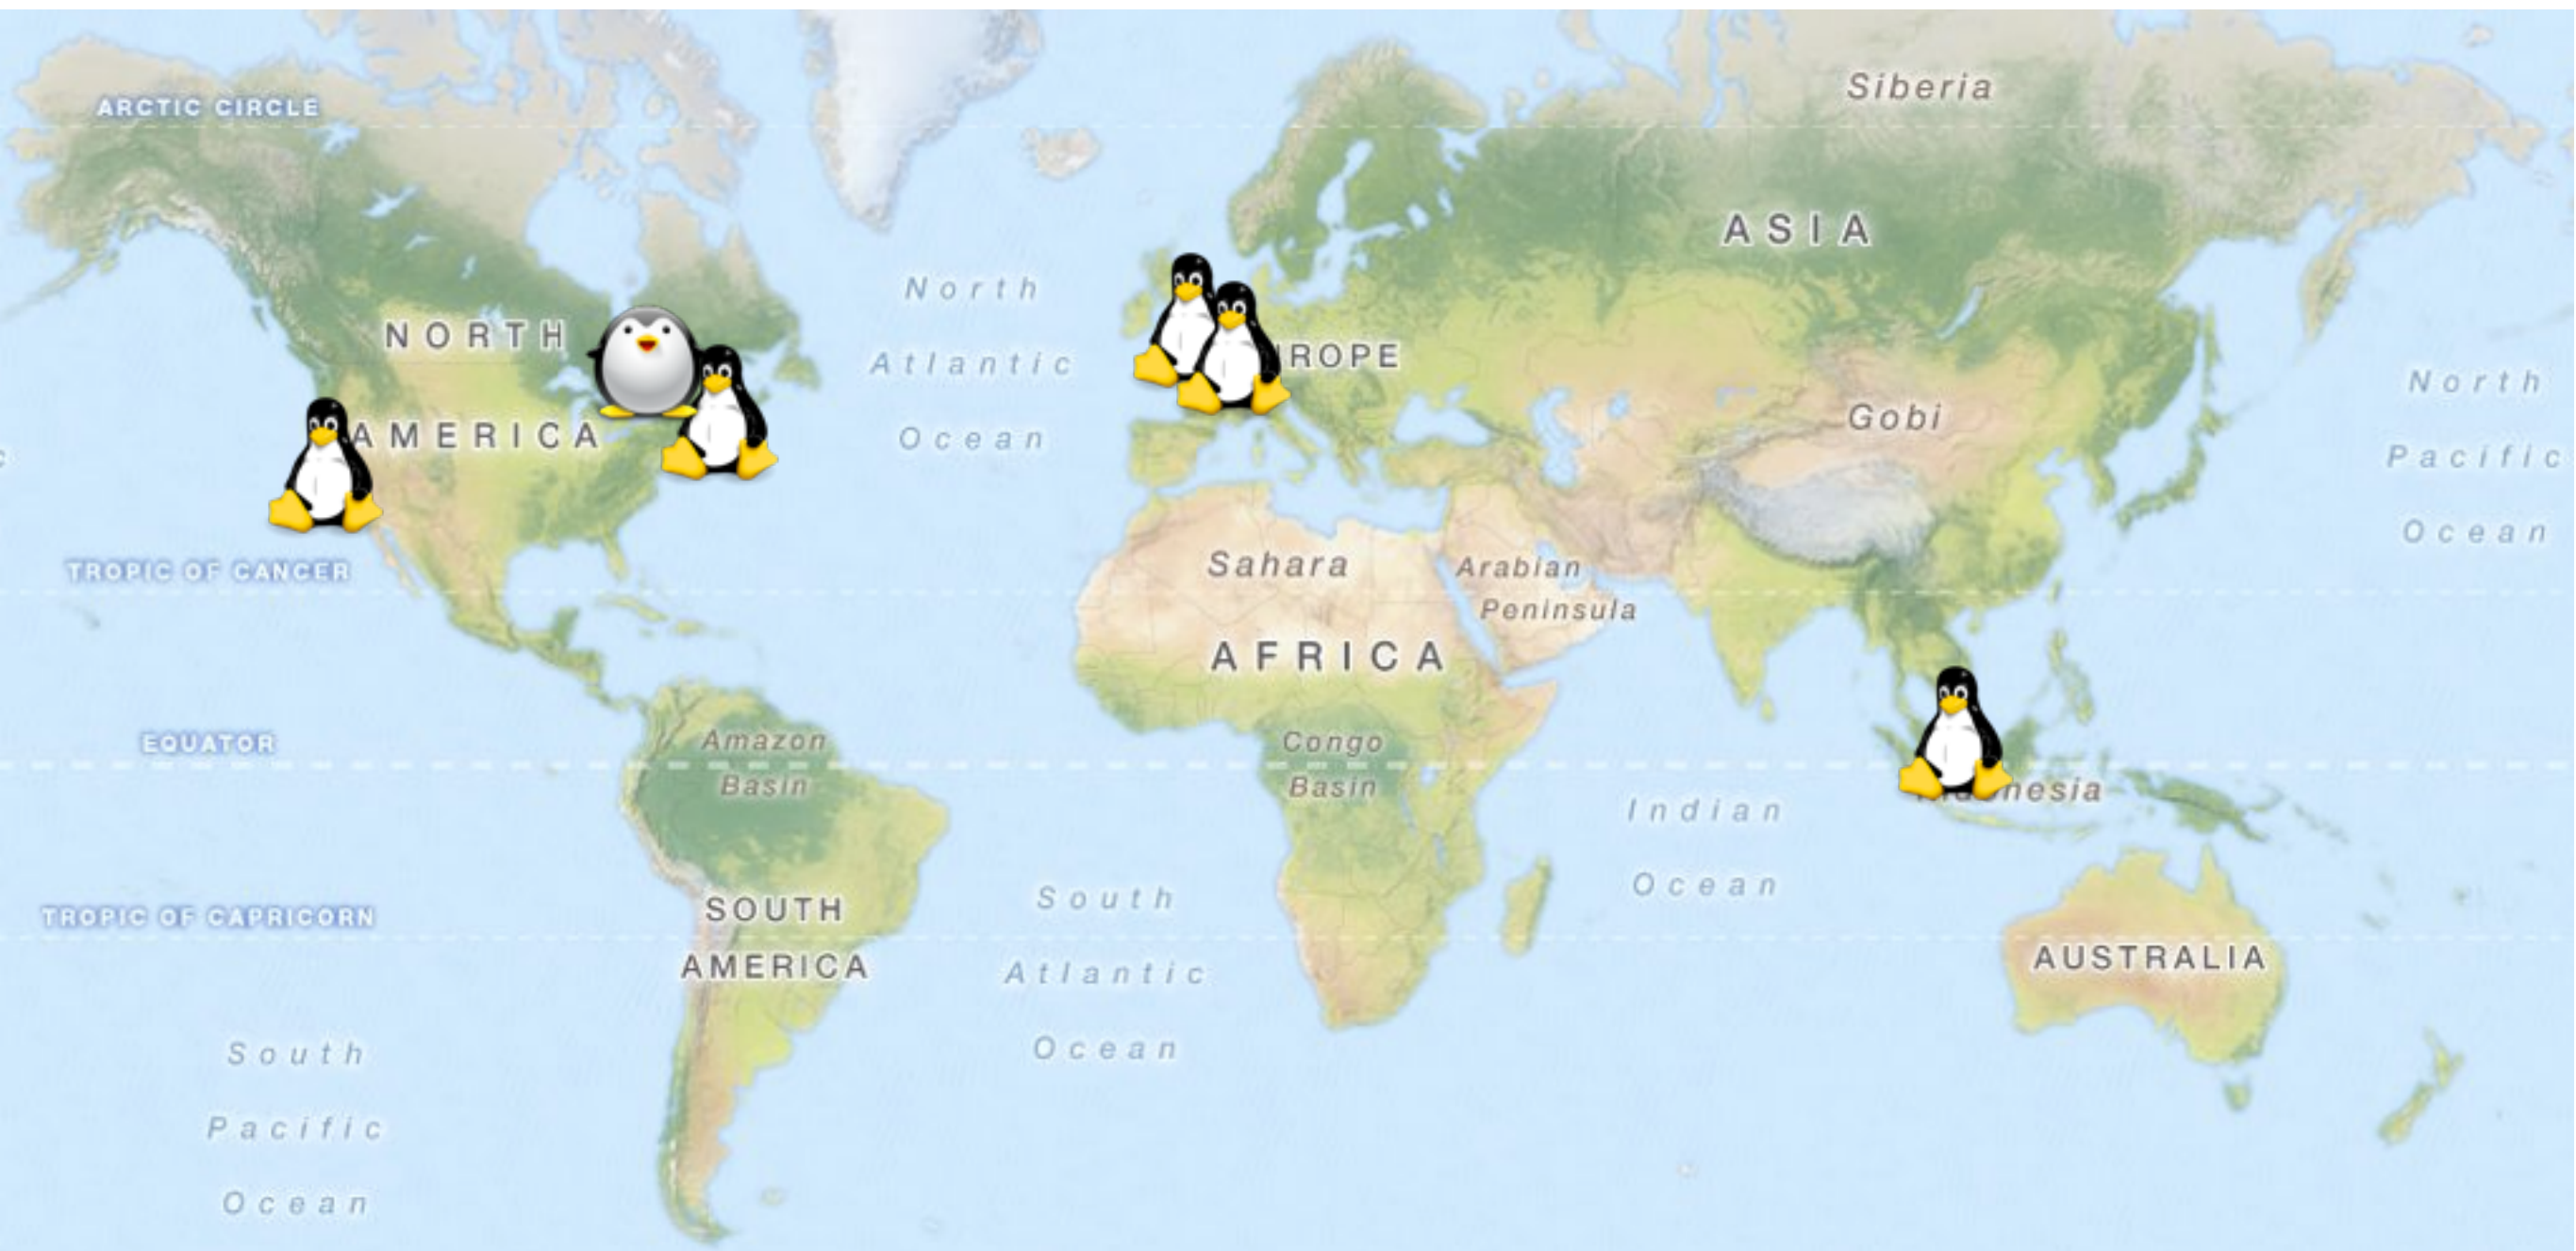 ARCTIC CIRCLE
Siberia
ASIA
North
Atlantic
Ocean
NORTH
AMERICA
ROPE
Gobi
North
Pacific
Ocean
TROPIC OF CANCER
Sahara
Arabian
Peninsula
AFRICA
EQUATOR
Amazon
Basin
Congo
Basin
Indian
Ocean
nesia
TROPIC OF CAPRICORN
SOUTH
AMERICA
South
Atlantic
Ocean
AUSTRALIA
South
Pacific
Ocean